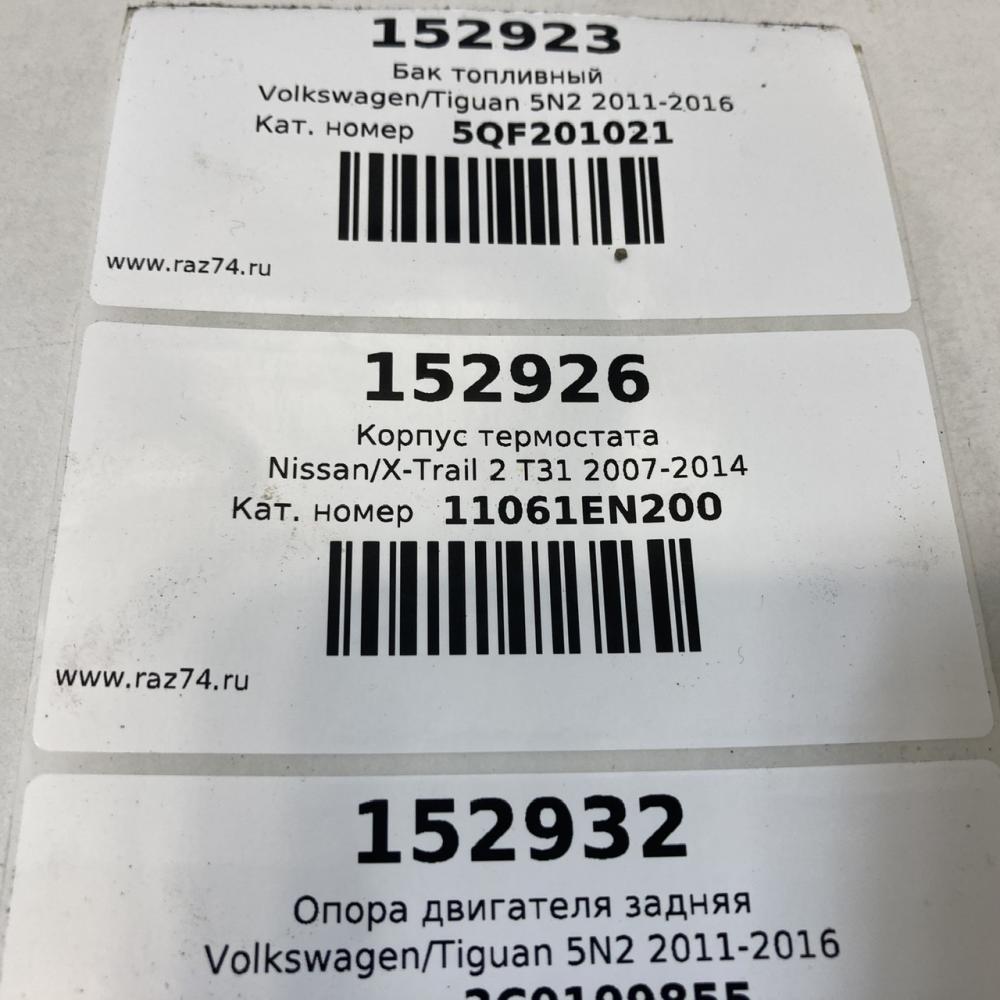 152923
Бак топливный
Volkswagen/Tiguan 5N2 2011-2016
Кат. номер 5QF201021
www.raz74.ru
152926
Корпус термостата
Nissan/X-Trail 2 T31 2007-2014
Кат. номер 11061EN200
www.raz74.ru
152932
Опора двигателя задняя
Volkswagen/Tiguan 5N2 2011-2016